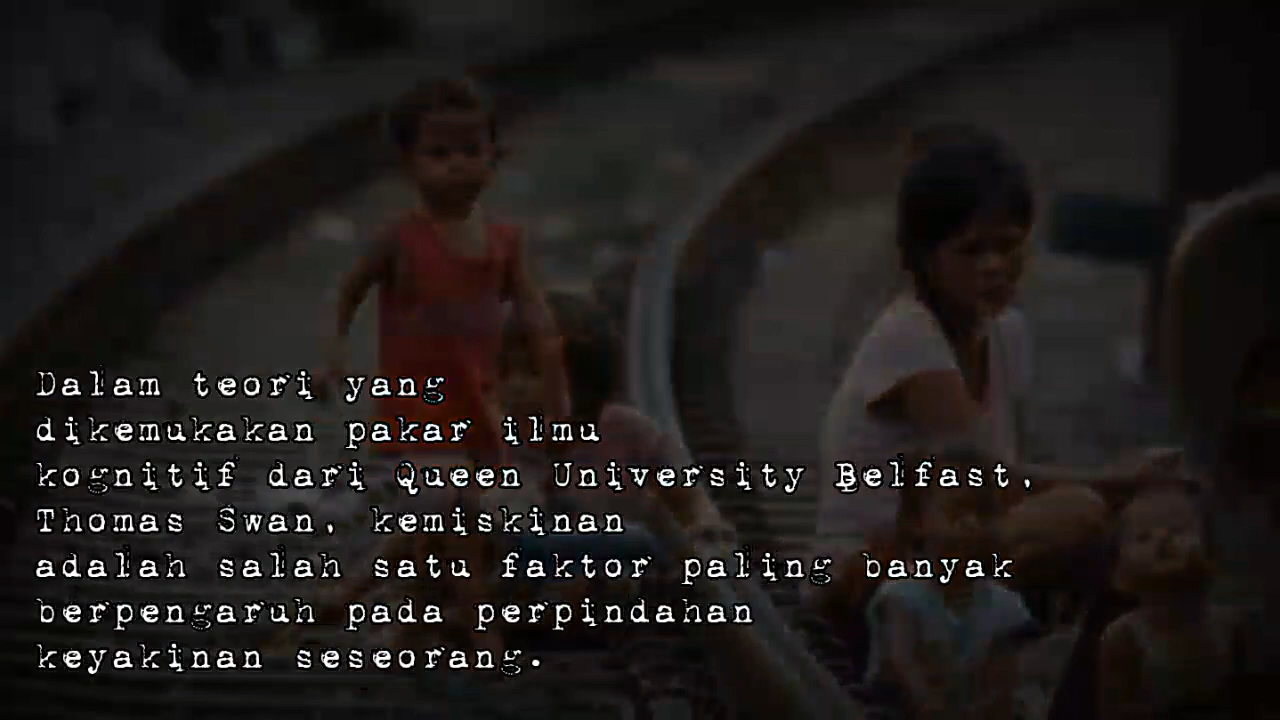 Dalam teori yang
dikemukakan pakar ilmu
kognitif dari Queen University Belfast,
Thomas Swan, kemiskinan
adalah salah satu faktor paling banyak
berpengaruh pada perpindahan
keyakinan seseorang.